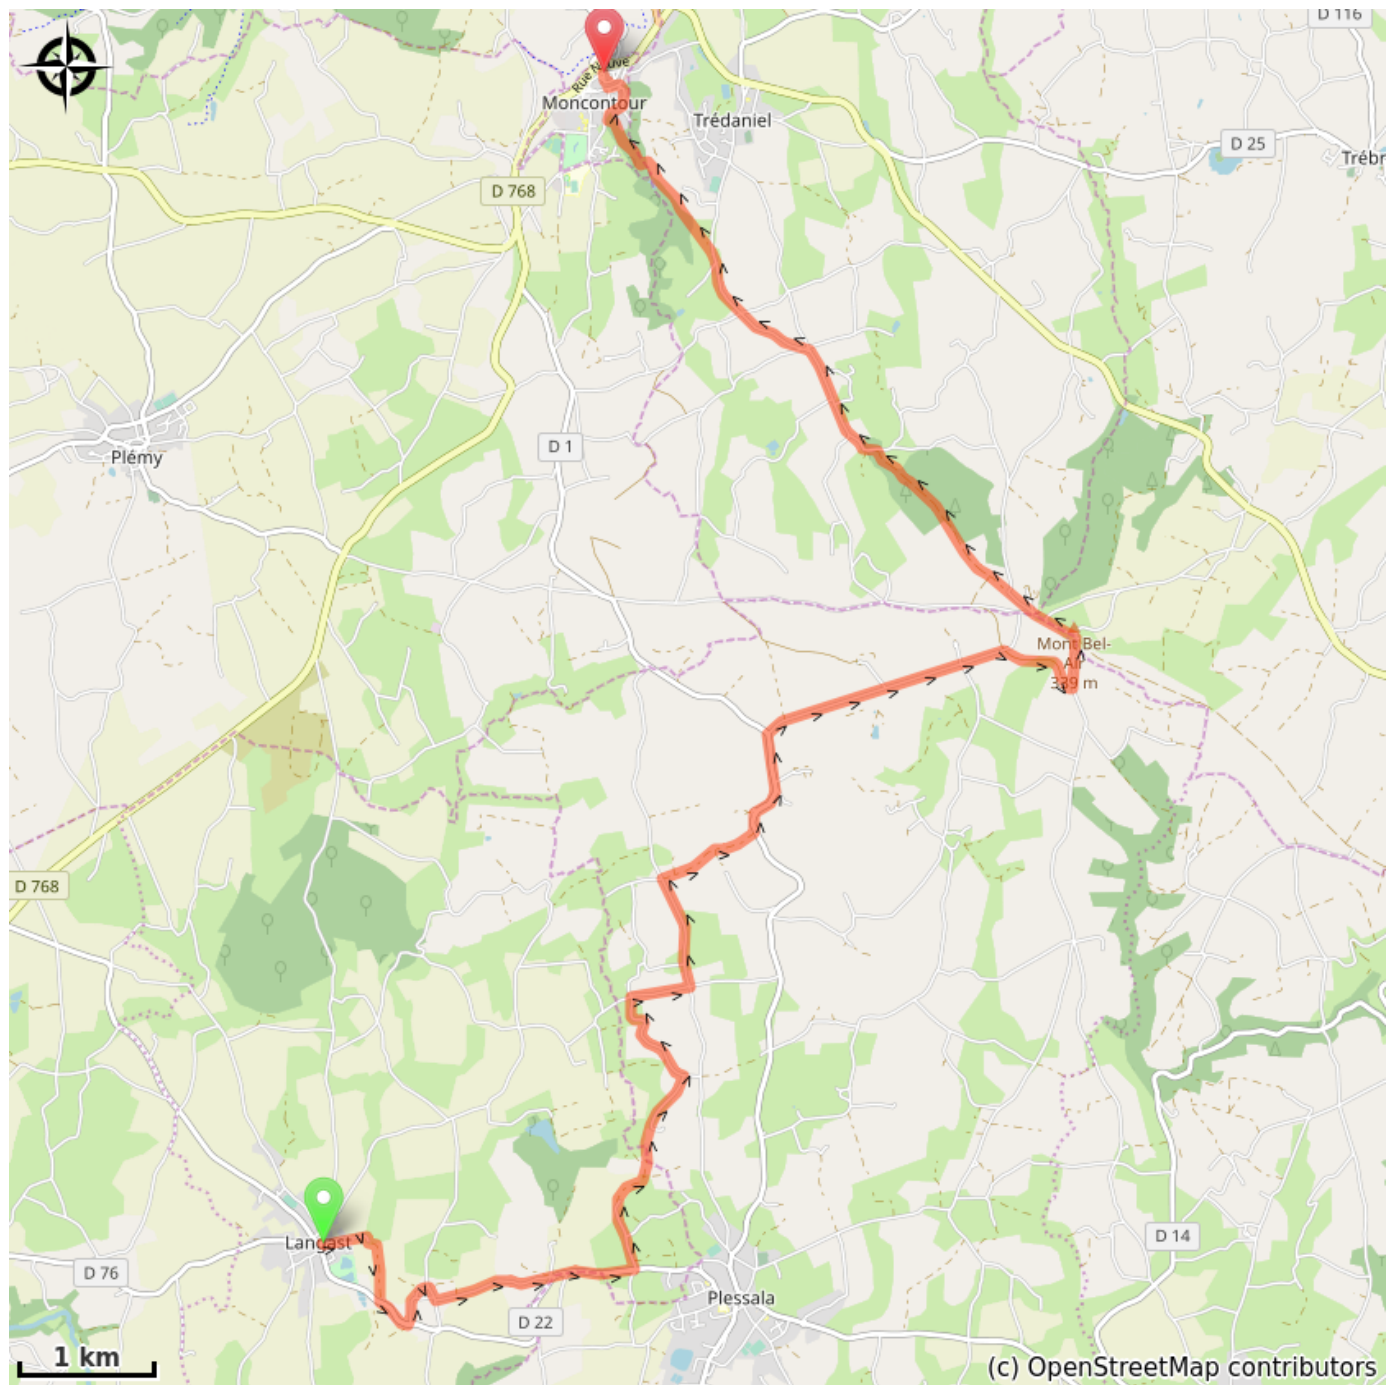 D 116
Rue Neuve
Moncontour
Trédaniel
D 25
Trébr
D 768
D 1
Plémy
Mont Bel-
Air
339 m
D 768
Langast
D 14
D 76
Plessala
D 22
1 km
(c) OpenStreetMap contributors